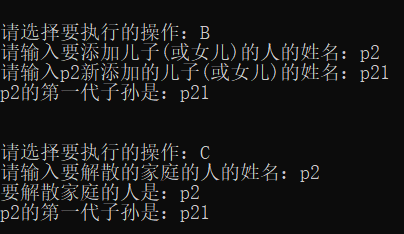 请选择要执行的操作：B
请输入要添加儿子(或女儿)的人的姓名：p2
请输入p2新添加的儿子(或女儿)的姓名：p21
p2的第一代子孙是：p21
请选择要执行的操作：C
请输入要解散的家庭的人的姓名：p2
要解散家庭的人是：p2
p2的第一代子孙是：p21